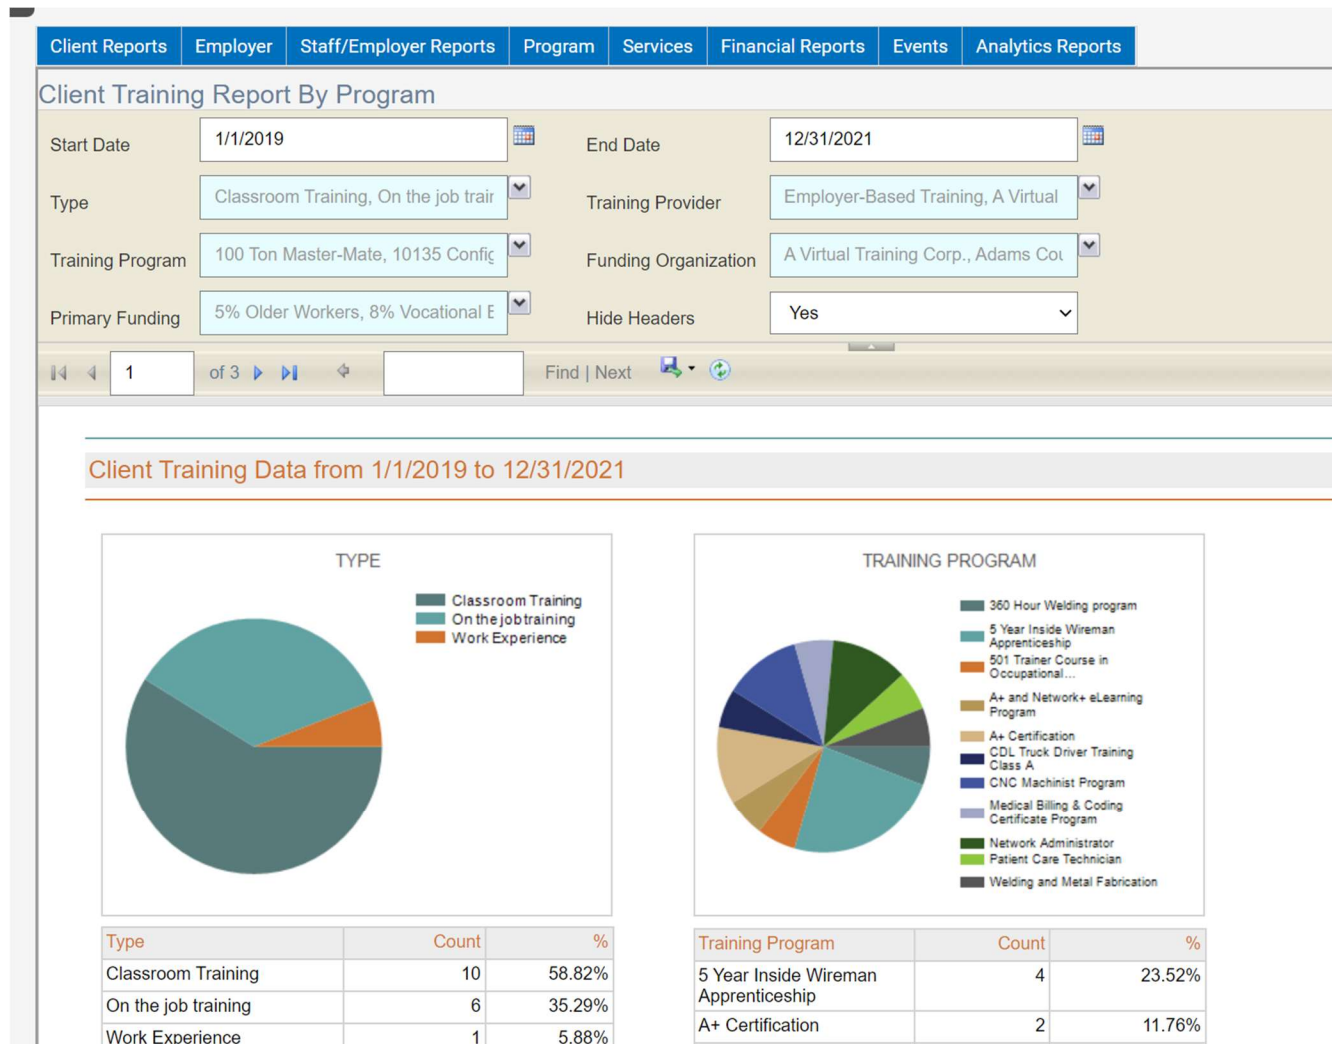 Client Reports Employer Staff/Employer Reports Program Services Financial Reports Events Analytics Reports
Client Training Report By Program
Start Date 1/1/2019 End Date 12/31/2021
Type Classroom Training, On the job trair Training Provider Employer-Based Training, A Virtual
Training Program 100 Ton Master-Mate, 10135 Config Funding Organization A Virtual Training Corp., Adams Cou
Primary Funding 5% Older Workers, 8% Vocational E Hide Headers Yes
1 of 3 Find | Next
Client Training Data from 1/1/2019 to 12/31/2021
TYPE
Classroom Training
On the job training
Work Experience
TRAINING PROGRAM
360 Hour Welding program
5 Year Inside Wireman
Apprenticeship
501 Trainer Course in
Occupational...
A+ and Network+ eLearning
Program
A+ Certification
CDL Truck Driver Training
Class A
CNC Machinist Program
Medical Billing & Coding
Certificate Program
Network Administrator
Patient Care Technician
Welding and Metal Fabrication
Type Count %
Classroom Training 10 58.82%
On the job training 6 35.29%
Work Experience 1 5.88%
Training Program Count %
5 Year Inside Wireman 4 23.52%
Apprenticeship
A+ Certification 2 11.76%